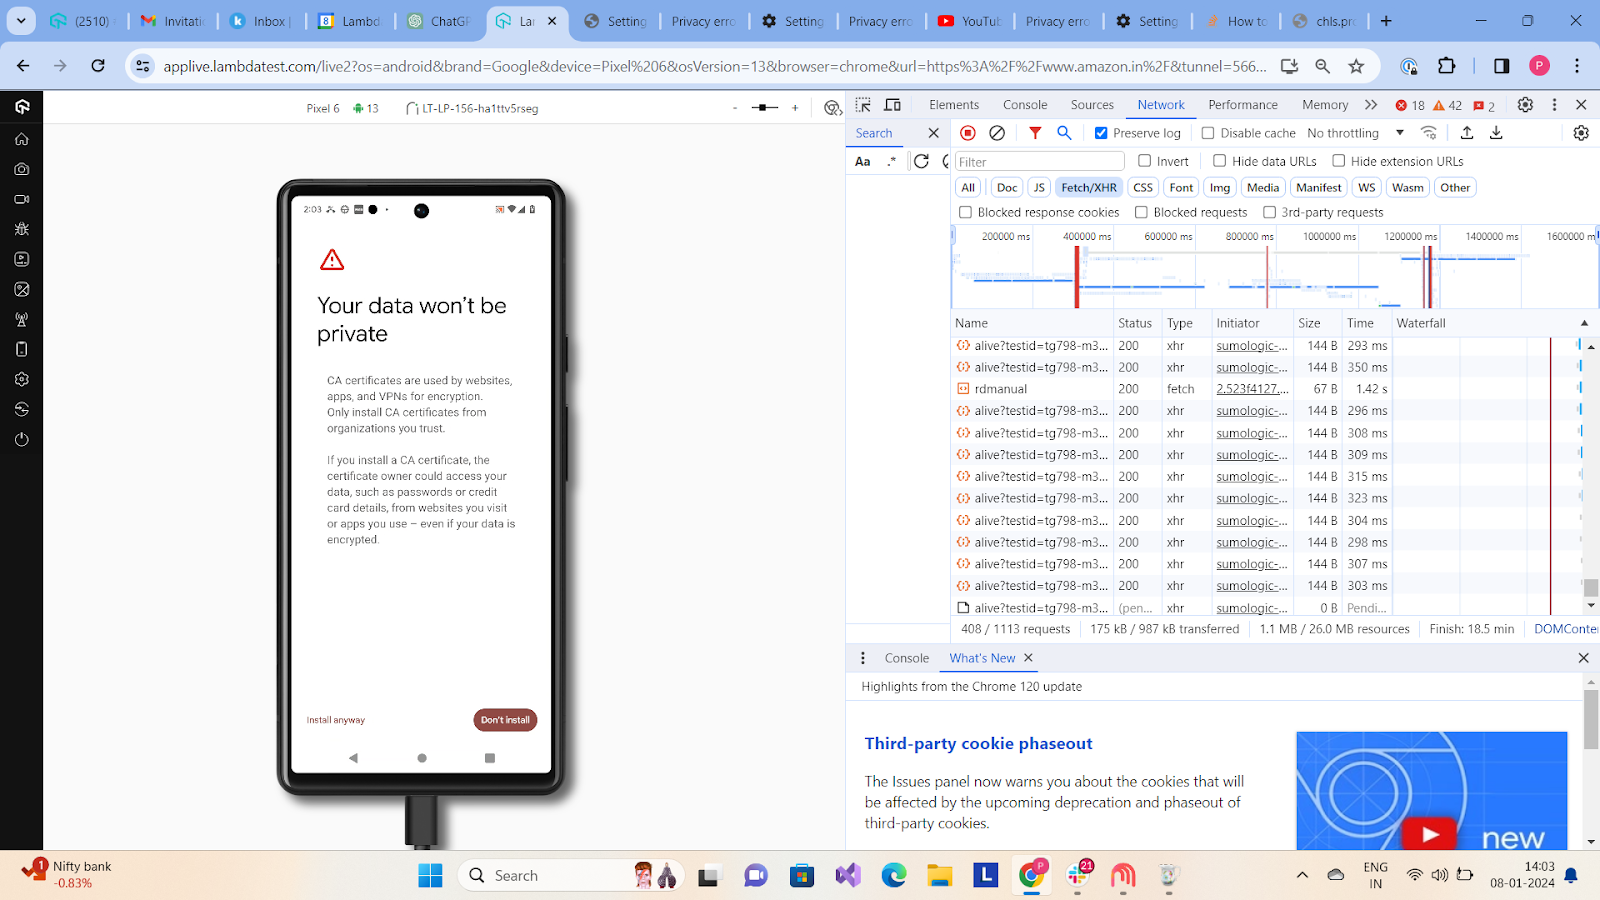 (2510)
Invitati
Inbox |
Lambd
ChatGP
La
Setting
Privacy erro
Setting
Privacy erro
YouTub
Privacy erro
Setting
How to
chls.pr
applive.lambdatest.com/live2?os=android&brand=Google&device=Pixel%206&osVersion=13&browser=chrome&url=https%3A%2F%2Fwww.amazon.in%2F&tunnel=566...
Pixel 6 13 LT-LP-156-ha1ttv5rseg - +
2:03
Your data won't be
private
CA certificates are used by websites,
apps, and VPNs for encryption.
Only install CA certificates from
organizations you trust.
If you install a CA certificate, the
certificate owner could access your
data, such as passwords or credit
card details, from websites you visit
or apps you use – even if your data is
encrypted.
Install anyway Don't install
Elements Console Sources Network Performance Memory 18 42 2
Search
Aa .*
Preserve log Disable cache No throttling
Filter Invert Hide data URLs Hide extension URLs
All Doc JS Fetch/XHR CSS Font Img Media Manifest WS Wasm Other
Blocked response cookies Blocked requests 3rd-party requests
200000 ms 400000 ms 600000 ms 800000 ms 1000000 ms 1200000 ms 1400000 ms 1600000 m
Name Status Type Initiator Size Time Waterfall
alive?testid=tg798-m3... 200 xhr sumologic-... 144 B 293 ms
alive?testid=tg798-m3... 200 xhr sumologic-... 144 B 350 ms
rdmanual 200 fetch 2.523f4127.... 67 B 1.42 s
alive?testid=tg798-m3... 200 xhr sumologic-... 144 B 296 ms
alive?testid=tg798-m3... 200 xhr sumologic-... 144 B 308 ms
alive?testid=tg798-m3... 200 xhr sumologic-... 144 B 309 ms
alive?testid=tg798-m3... 200 xhr sumologic-... 144 B 315 ms
alive?testid=tg798-m3... 200 xhr sumologic-... 144 B 323 ms
alive?testid=tg798-m3... 200 xhr sumologic-... 144 B 304 ms
alive?testid=tg798-m3... 200 xhr sumologic-... 144 B 298 ms
alive?testid=tg798-m3... 200 xhr sumologic-... 144 B 307 ms
alive?testid=tg798-m3... 200 xhr sumologic-... 144 B 303 ms
alive?testid=tg798-m3... (pen... xhr sumologic-... 0 B Pendi...
408 / 1113 requests 175 kB / 987 kB transferred 1.1 MB / 26.0 MB resources Finish: 18.5 min DOMConte
Console What's New
Highlights from the Chrome 120 update
Third-party cookie phaseout
The Issues panel now warns you about the cookies that will
be affected by the upcoming deprecation and phaseout of
third-party cookies.
new
1
Nifty bank
-0.83%
Search
L
P
21
ENG
IN
14:03
08-01-2024